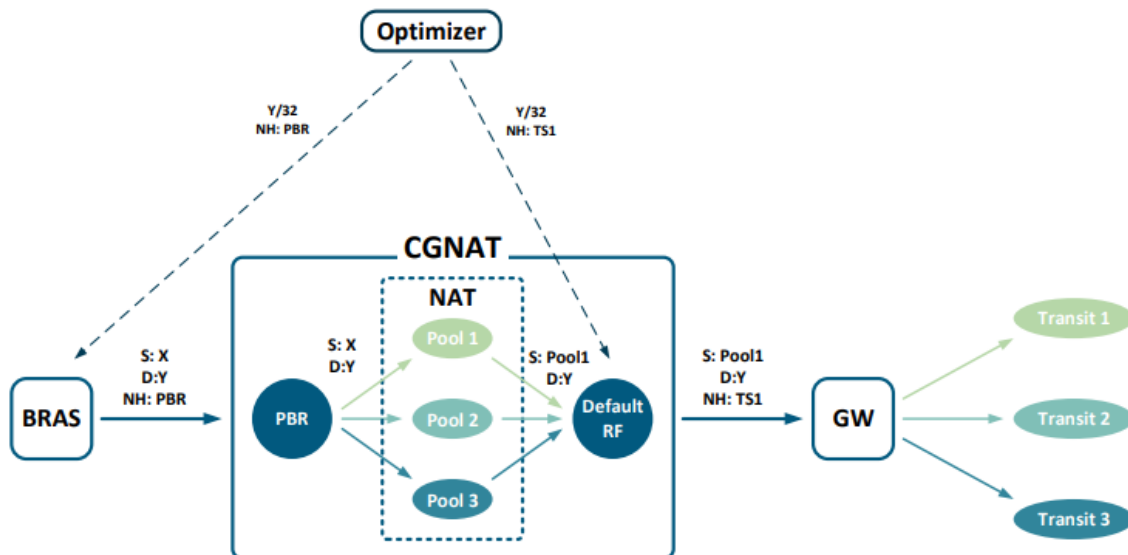 Optimizer
Y/32
NH: PBR
Y/32
NH: TS1
CGNAT
NAT
BRAS
S: X
D:Y
NH: PBR
PBR
S: X
D:Y
Pool 1
Pool 2
Pool 3
S: Pool1
D:Y
Default
RF
S: Pool1
D:Y
NH: TS1
GW
Transit 1
Transit 2
Transit 3